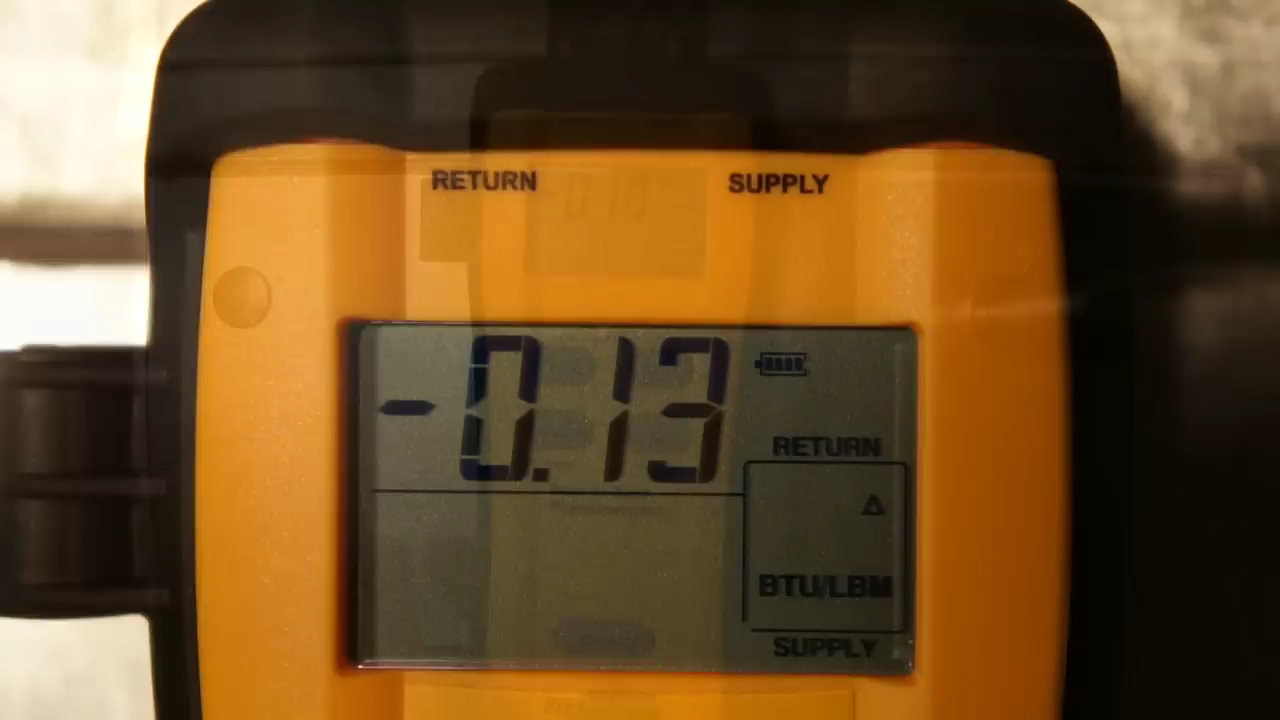 RETURN SUPPLY
-0.13
RETURN
Δ
BTU/LBM
SUPPLY